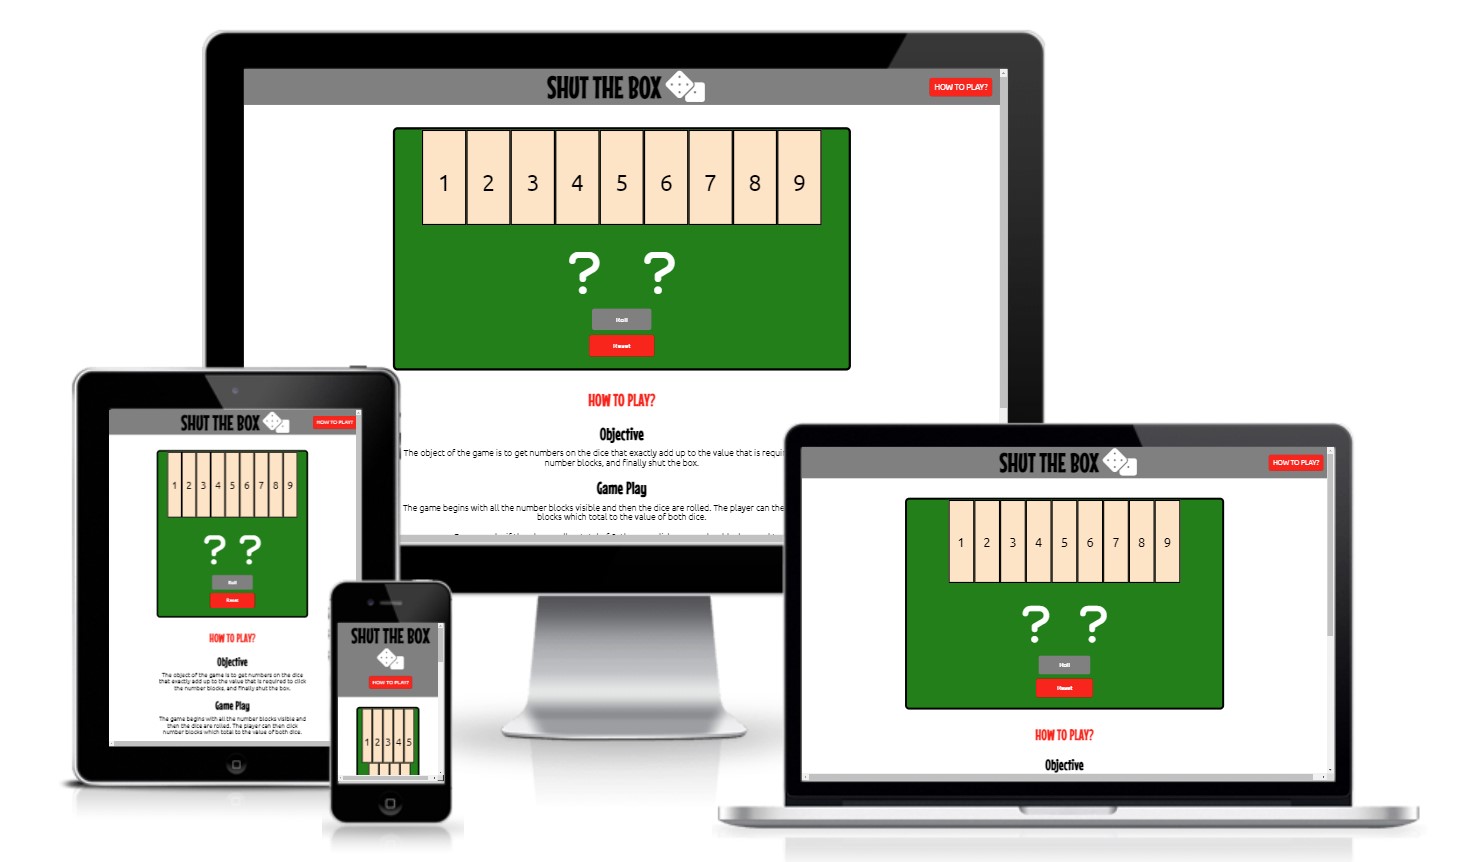 SHUT THE BOX
HOW TO PLAY?
1 2 3 4 5 6 7 8 9
? ?
Roll
Reset
HOW TO PLAY?
Objective
The object of the game is to get numbers on the dice that exactly add up to the value that is requi
number blocks, and finally shut the box.
Game Play
The game begins with all the number blocks visible and then the dice are rolled. The player can the
blocks which total to the value of both dice.
SHUT THE BOX
HOW TO PLAY?
1 2 3 4 5 6 7 8 9
? ?
Roll
Reset
HOW TO PLAY?
Objective
The object of the game is to get numbers on the dice
that exactly add up to the value that is required to click
the number blocks, and finally shut the box.
Game Play
The game begins with all the number blocks visible and
then the dice are rolled. The player can then click
number blocks which total to the value of both dice.
SHUT THE BOX
HOW TO PLAY?
1 2 3 4 5
SHUT THE BOX
HOW TO PLAY?
1 2 3 4 5 6 7 8 9
? ?
Roll
Reset
HOW TO PLAY?
Objective